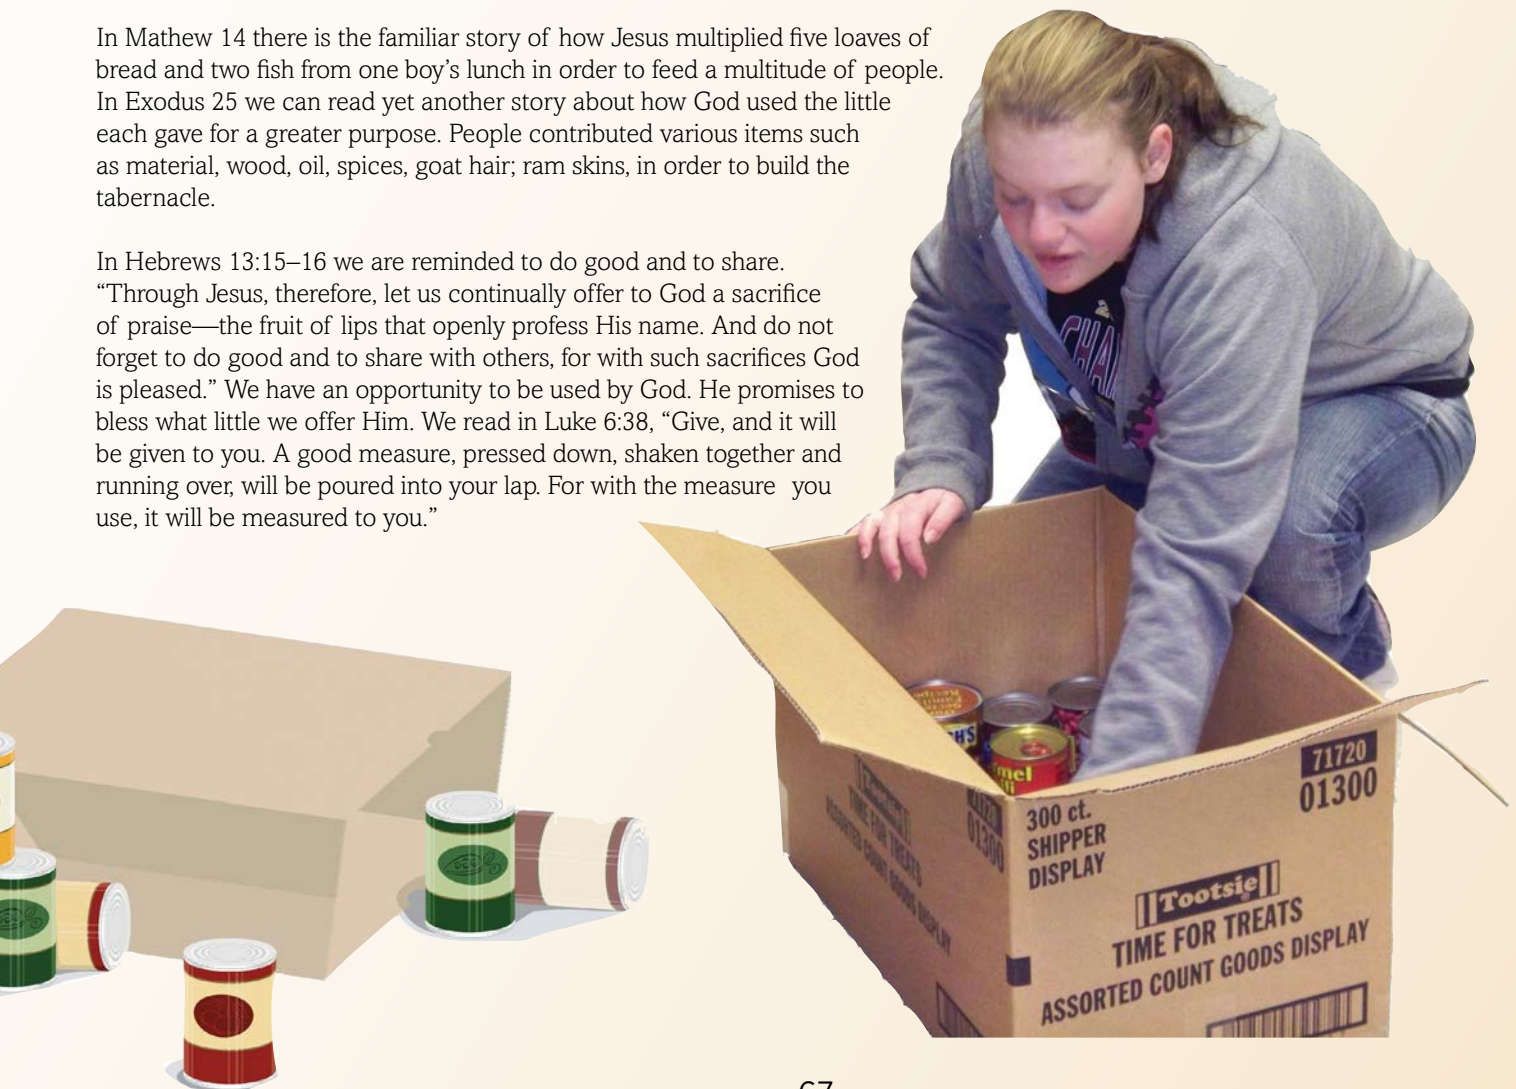 In Mathew 14 there is the familiar story of how Jesus multiplied five loaves of
bread and two fish from one boy’s lunch in order to feed a multitude of people.
In Exodus 25 we can read yet another story about how God used the little
each gave for a greater purpose. People contributed various items such
as material, wood, oil, spices, goat hair; ram skins, in order to build the
tabernacle.
In Hebrews 13:15–16 we are reminded to do good and to share.
“Through Jesus, therefore, let us continually offer to God a sacrifice
of praise—the fruit of lips that openly profess His name. And do not
forget to do good and to share with others, for with such sacrifices God
is pleased.” We have an opportunity to be used by God. He promises to
bless what little we offer Him. We read in Luke 6:38, “Give, and it will
be given to you. A good measure, pressed down, shaken together and
running over, will be poured into your lap. For with the measure you
use, it will be measured to you.”
CHA
Secret
Family
Recipe
H'S
mel
71720
01300
300 ct.
SHIPPER
DISPLAY
Tootsie
TIME FOR TREATS
ASSORTED COUNT GOODS DISPLAY
71720
01300
TIME FOR TREATS
ASSORTED COUNT GOODS DISPLAY
67